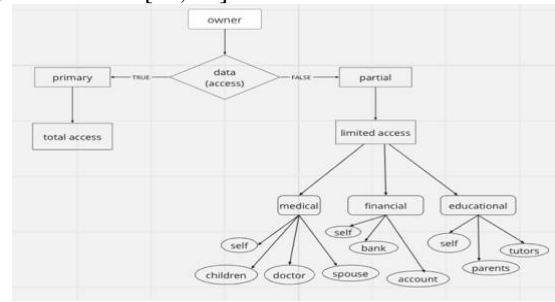 owner
data
(access)
TRUE
FALSE
primary
partial
total access
limited access
medical
financial
educational
self
children
doctor
spouse
self
bank
account
self
parents
tutors